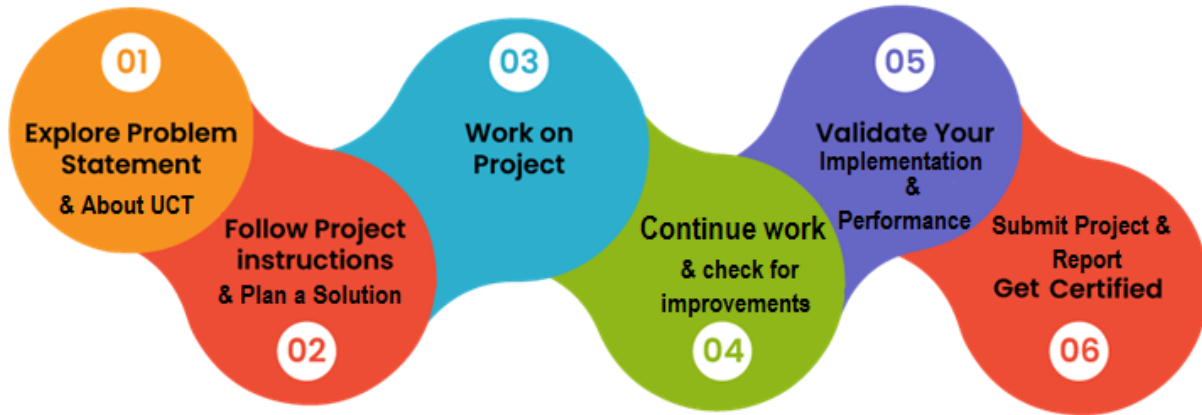 01
Explore Problem
Statement
& About UCT
Follow Project
instructions
& Plan a Solution
02
03
Work on
Project
Continue work
& check for
improvements
04
05
Validate Your
Implementation
&
Performance
Submit Project &
Report
Get Certified
06